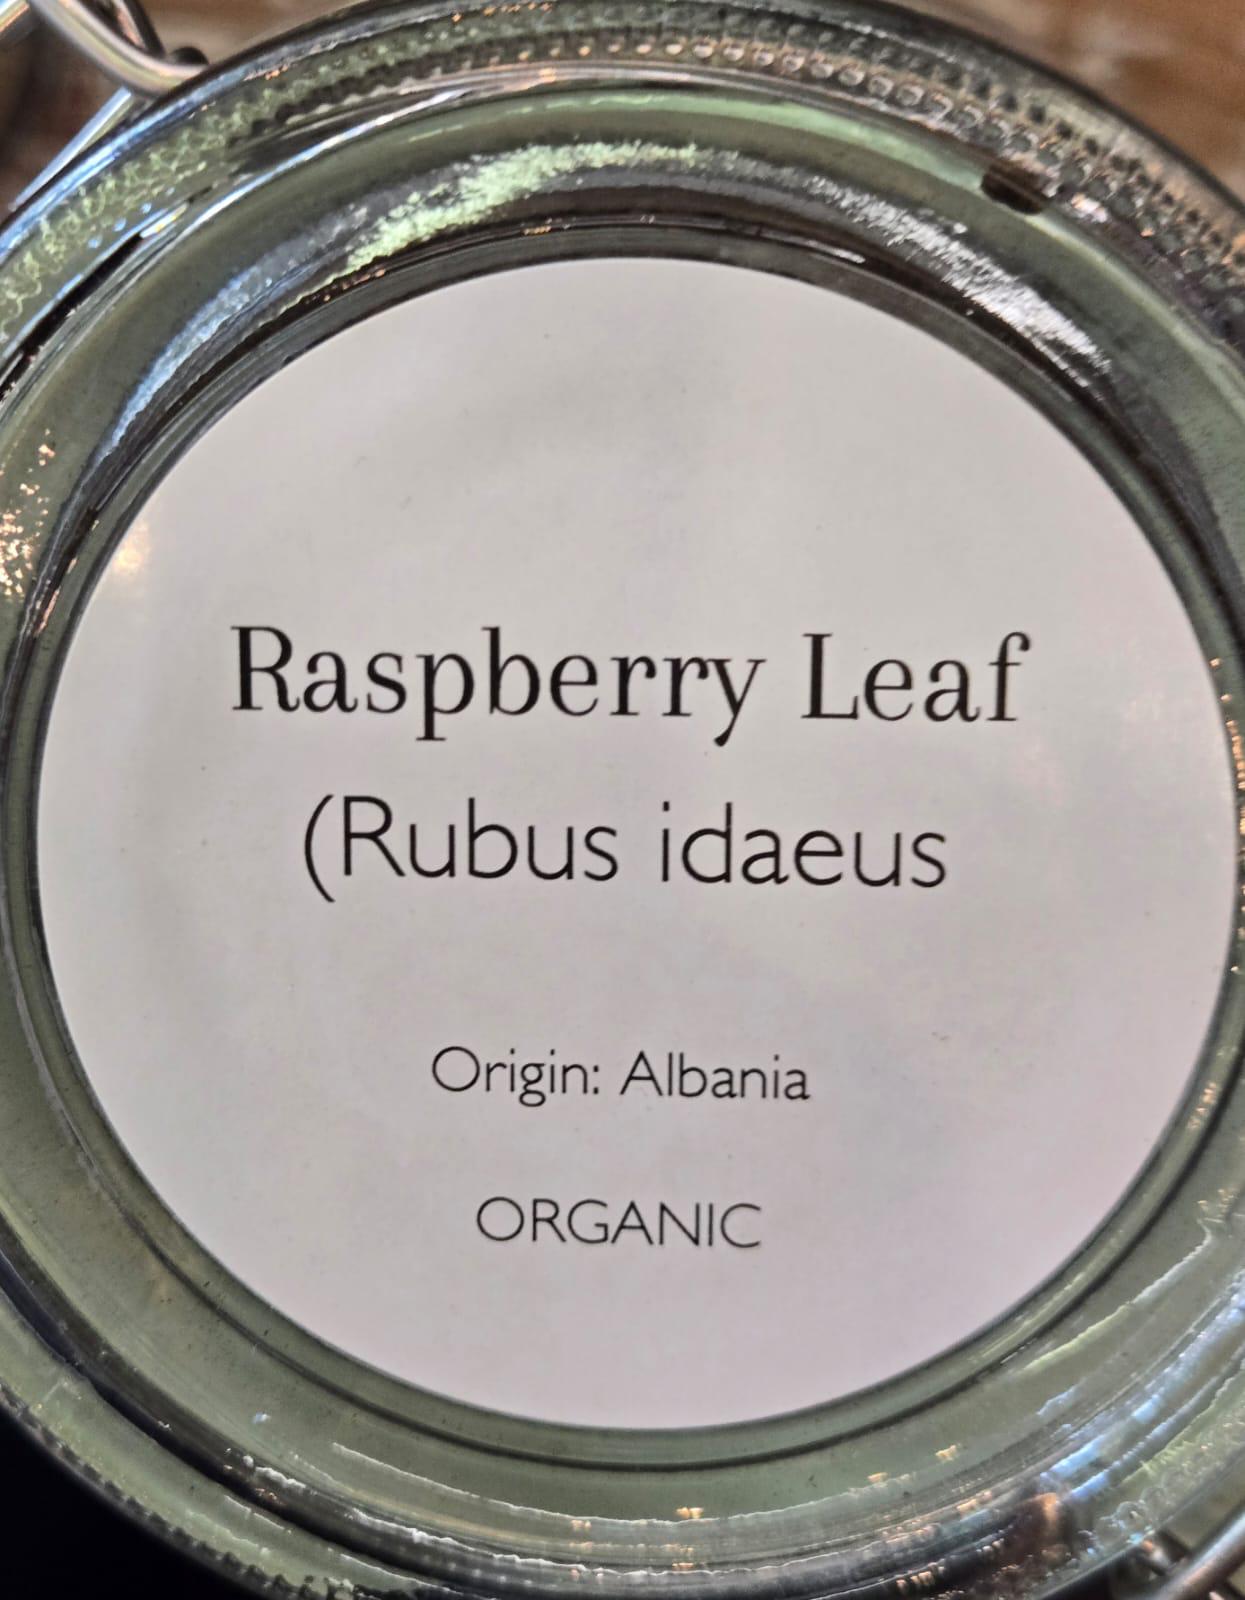 Raspberry Leaf
(Rubus idaeus
Origin: Albania
ORGANIC